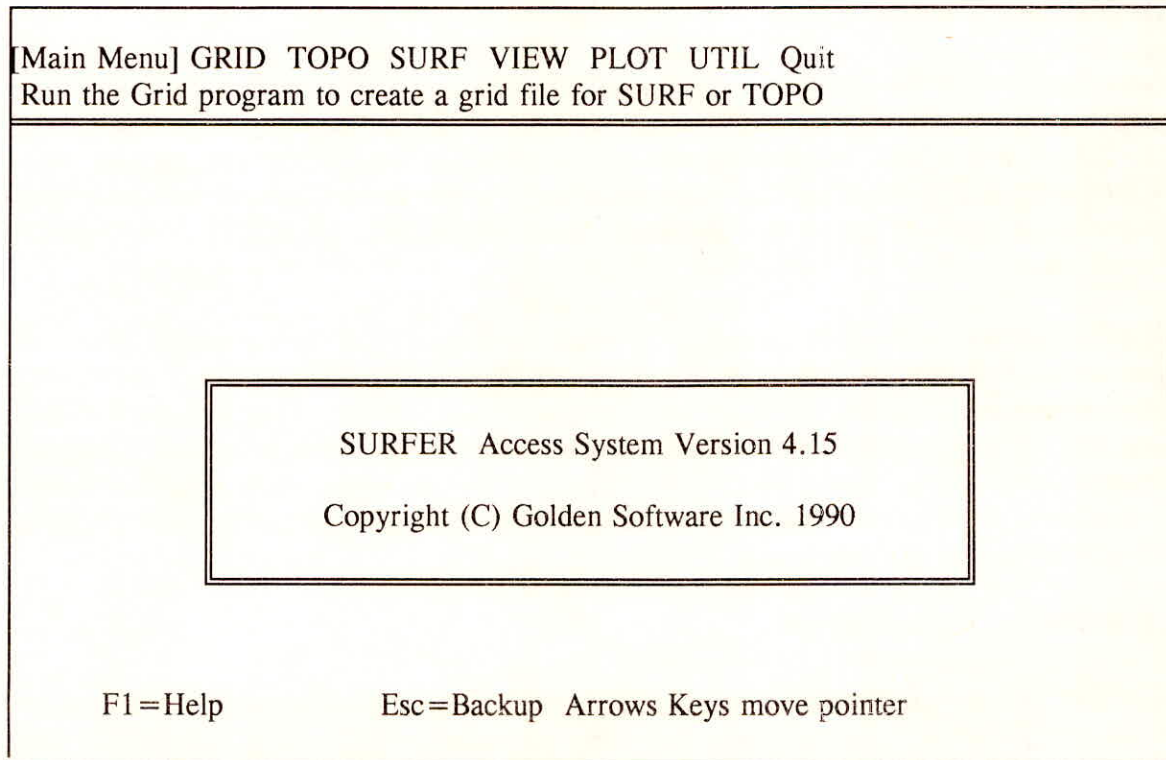 [Main Menu] GRID TOPO SURF VIEW PLOT UTIL Quit
Run the Grid program to create a grid file for SURF or TOPO
SURFER Access System Version 4.15
Copyright (C) Golden Software Inc. 1990
F1=Help Esc=Backup Arrows Keys move pointer